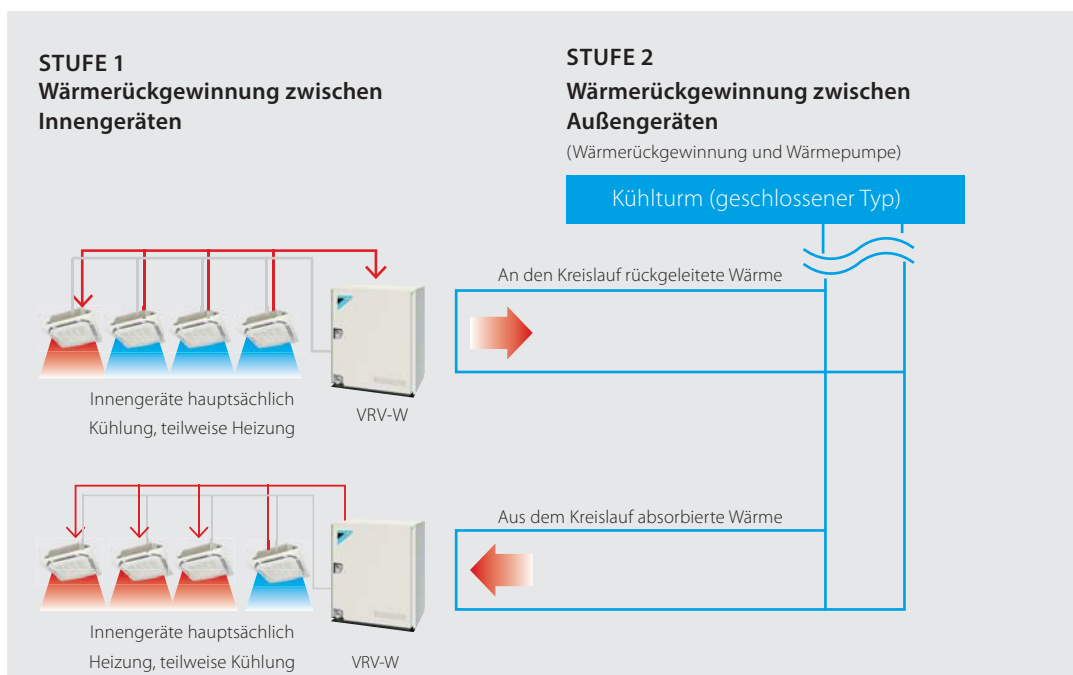 STUFE 1
Wärmerückgewinnung zwischen
Innengeräten
STUFE 2
Wärmerückgewinnung zwischen
Außengeräten
(Wärmerückgewinnung und Wärmepumpe)
Kühlturm (geschlossener Typ)
An den Kreislauf rückgeleitete Wärme
Innengeräte hauptsächlich
Kühlung, teilweise Heizung
VRV-W
Aus dem Kreislauf absorbierte Wärme
Innengeräte hauptsächlich
Heizung, teilweise Kühlung
VRV-W